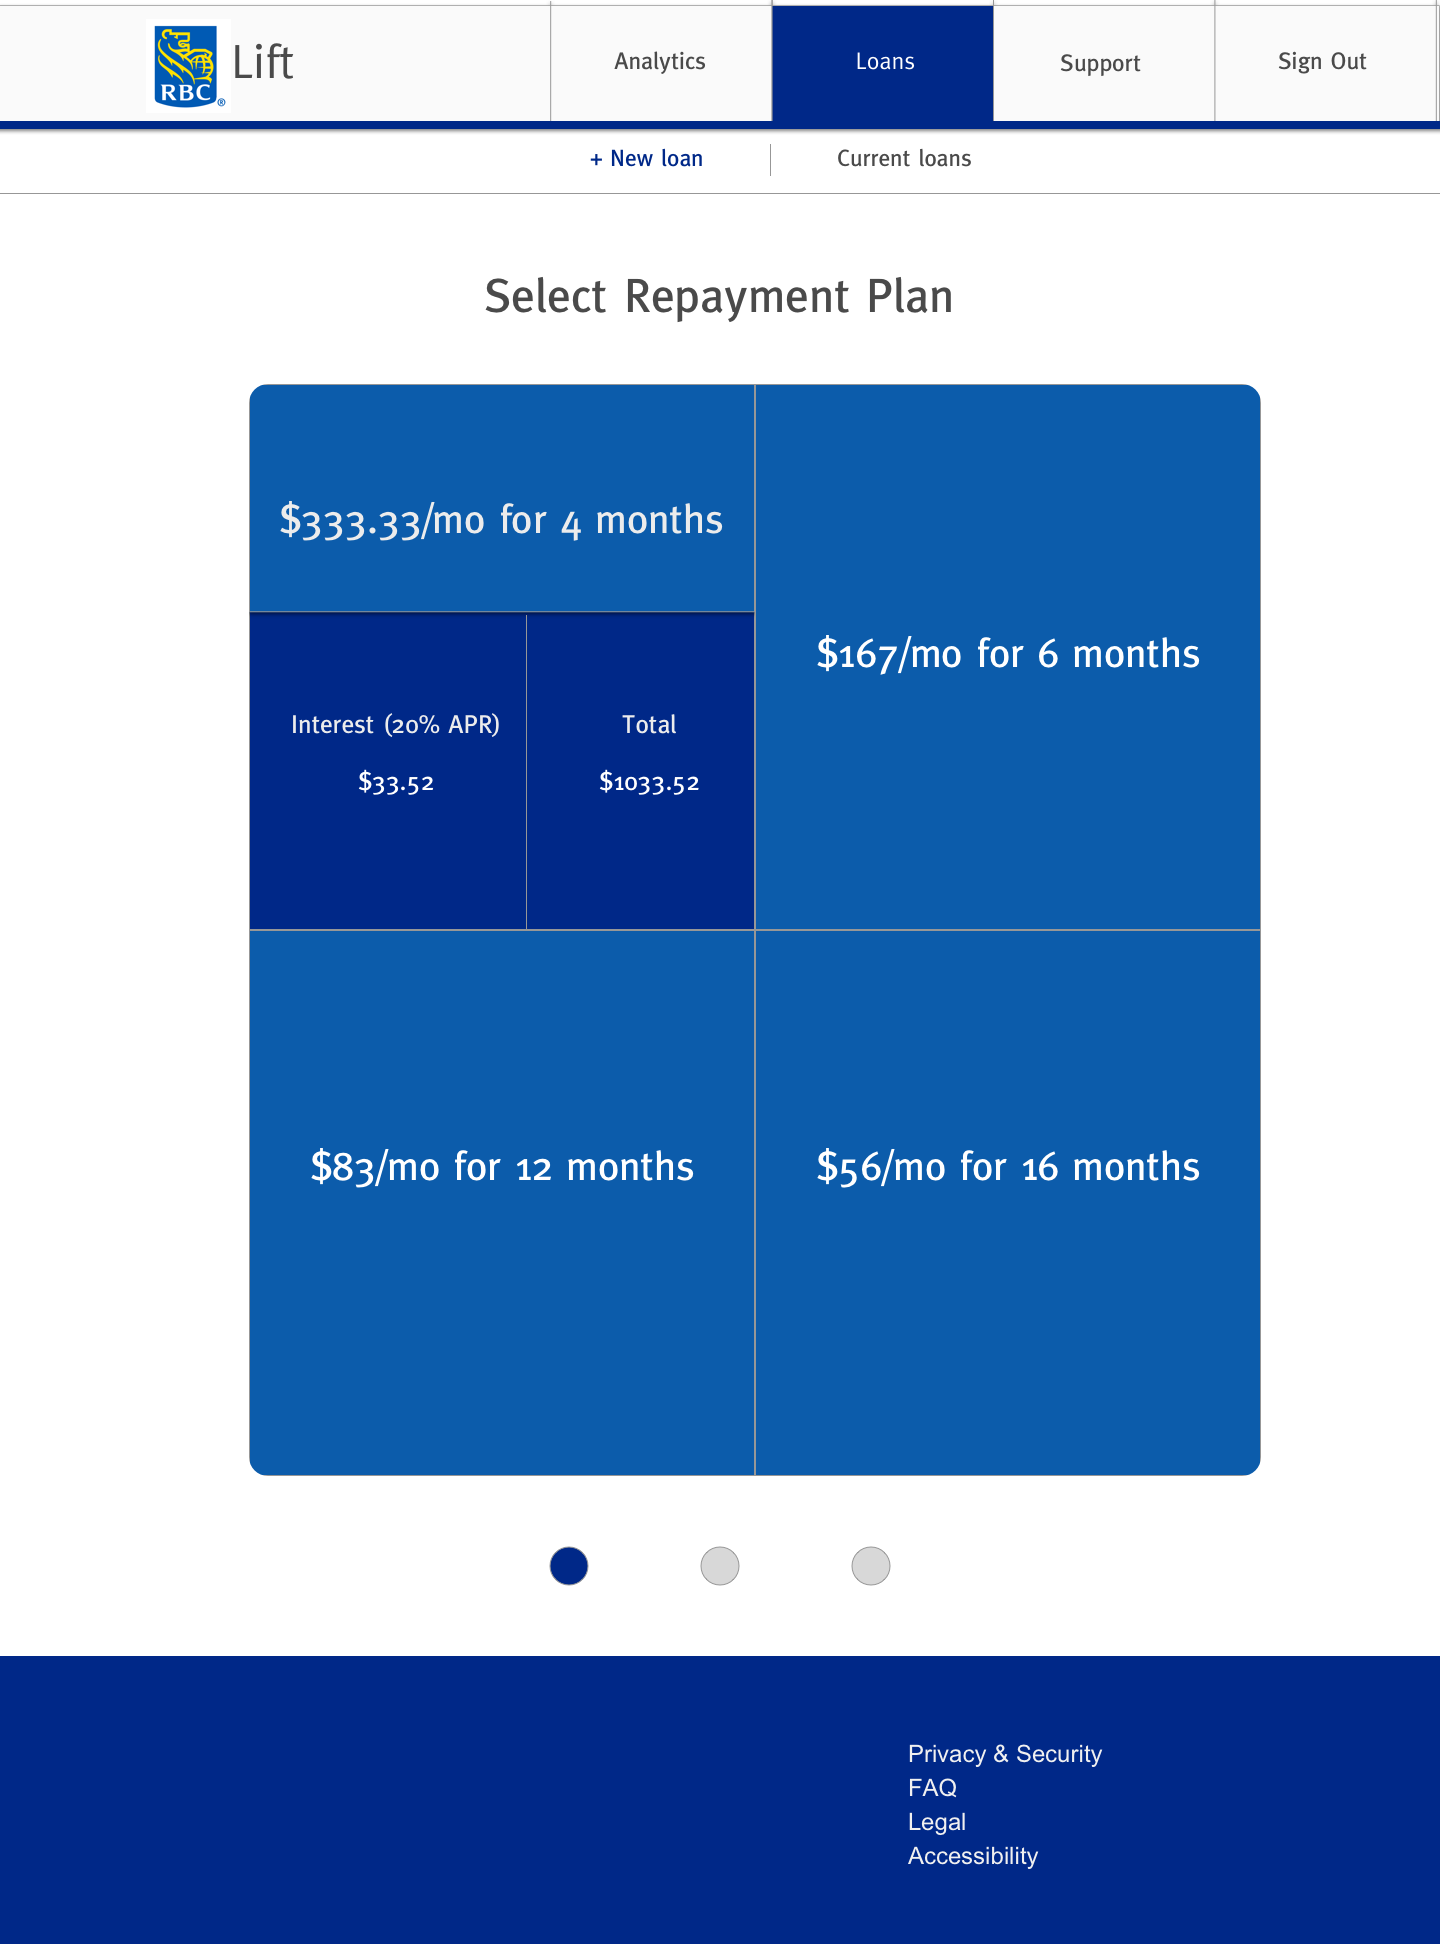 RBC
®
Lift
Analytics
Loans
Support
Sign Out
+ New loan
Current loans
Select Repayment Plan
$333.33/mo for 4 months
Interest (20% APR)
$33.52
Total
$1033.52
$167/mo for 6 months
$83/mo for 12 months
$56/mo for 16 months
Privacy & Security
FAQ
Legal
Accessibility